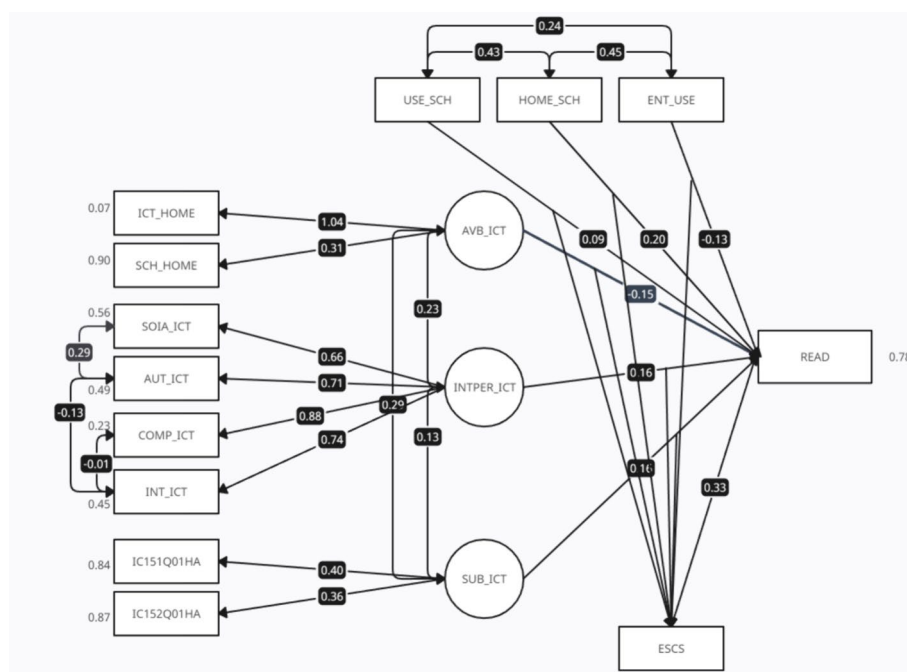 0.24
0.43 0.45
USE_SCH HOME_SCH ENT_USE
0.07 ICT_HOME 1.04 AVB_ICT
0.09 0.20 -0.13
0.90 SCH_HOME 0.31
-0.15
0.23
0.56 SOIA_ICT 0.66
0.29
READ 0.78
0.16
0.49 AUT_ICT 0.71 INTPER_ICT
-0.13 0.29
0.23 COMP_ICT 0.88
0.74 0.13
-0.01
0.16
0.45 INT_ICT 0.33
0.84 IC151Q01HA 0.40 SUB_ICT
0.87 IC152Q01HA 0.36
ESCS